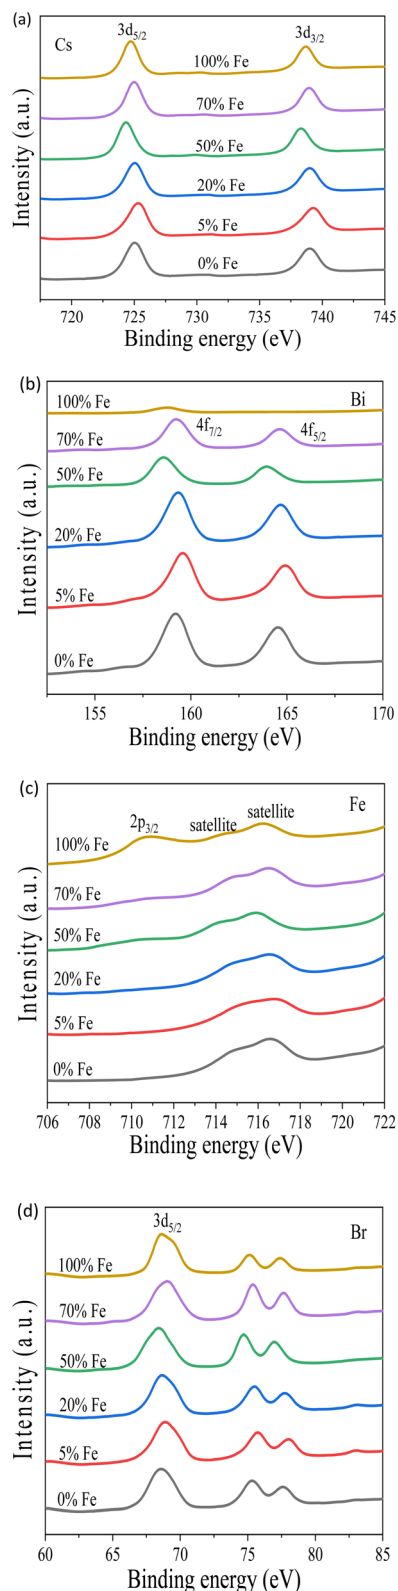 (a)
Cs
3d5/2
3d3/2
100% Fe
70% Fe
50% Fe
20% Fe
5% Fe
0% Fe
Intensity (a.u.)
720 725 730 735 740 745
Binding energy (eV)
(b)
Bi
100% Fe
4f7/2
4f5/2
70% Fe
50% Fe
20% Fe
5% Fe
0% Fe
Intensity (a.u.)
155 160 165 170
Binding energy (eV)
(c)
Fe
2p3/2
satellite
satellite
100% Fe
70% Fe
50% Fe
20% Fe
5% Fe
0% Fe
Intensity (a.u.)
706 708 710 712 714 716 718 720 722
Binding energy (eV)
(d)
3d5/2
Br
100% Fe
70% Fe
50% Fe
20% Fe
5% Fe
0% Fe
Intensity (a.u.)
60 65 70 75 80 85
Binding energy (eV)